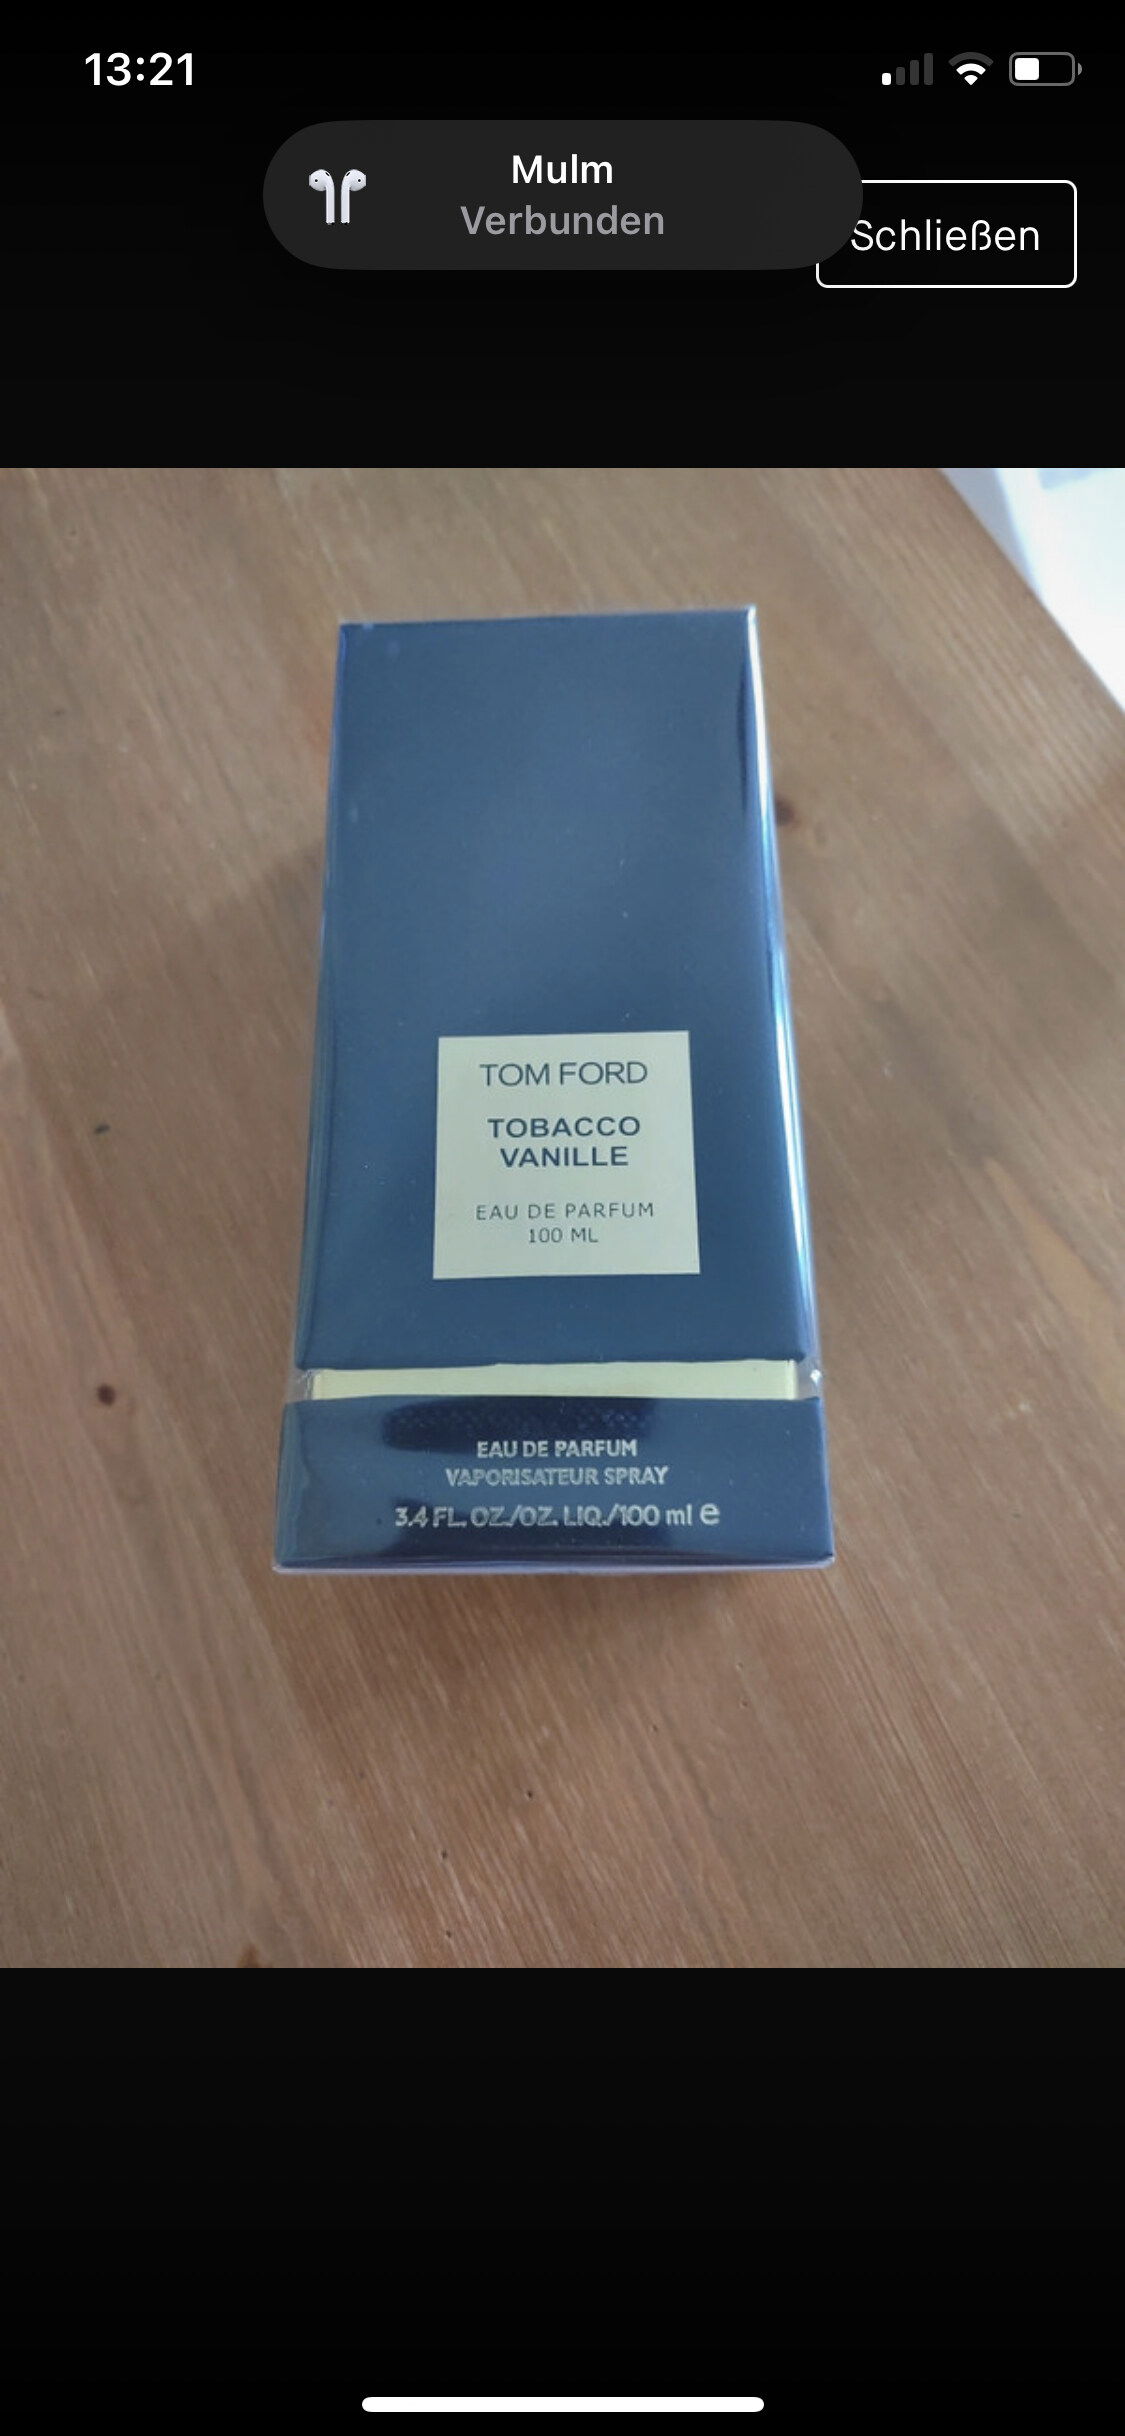 13:21
Mulm
Verbunden
Schließen
TOM FORD
TOBACCO
VANILLE
EAU DE PARFUM
100 ML
EAU DE PARFUM
VAPORISATEUR SPRAY
3.4 FL. OZ./OZ. LIQ./100 ml e